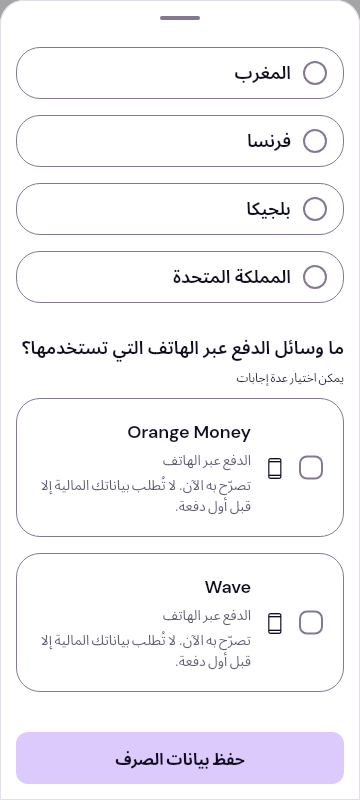 المغرب
فرنسا
بلجيكا
المملكة المتحدة
ما وسائل الدفع عبر الهاتف التي تستخدمها؟
يمكن اختيار عدة إجابات
Orange Money
الدفع عبر الهاتف
تصرّح به الآن. لا تُطلب بياناتك المالية إلا
قبل أول دفعة.
Wave
الدفع عبر الهاتف
تصرّح به الآن. لا تُطلب بياناتك المالية إلا
قبل أول دفعة.
حفظ بيانات الصرف